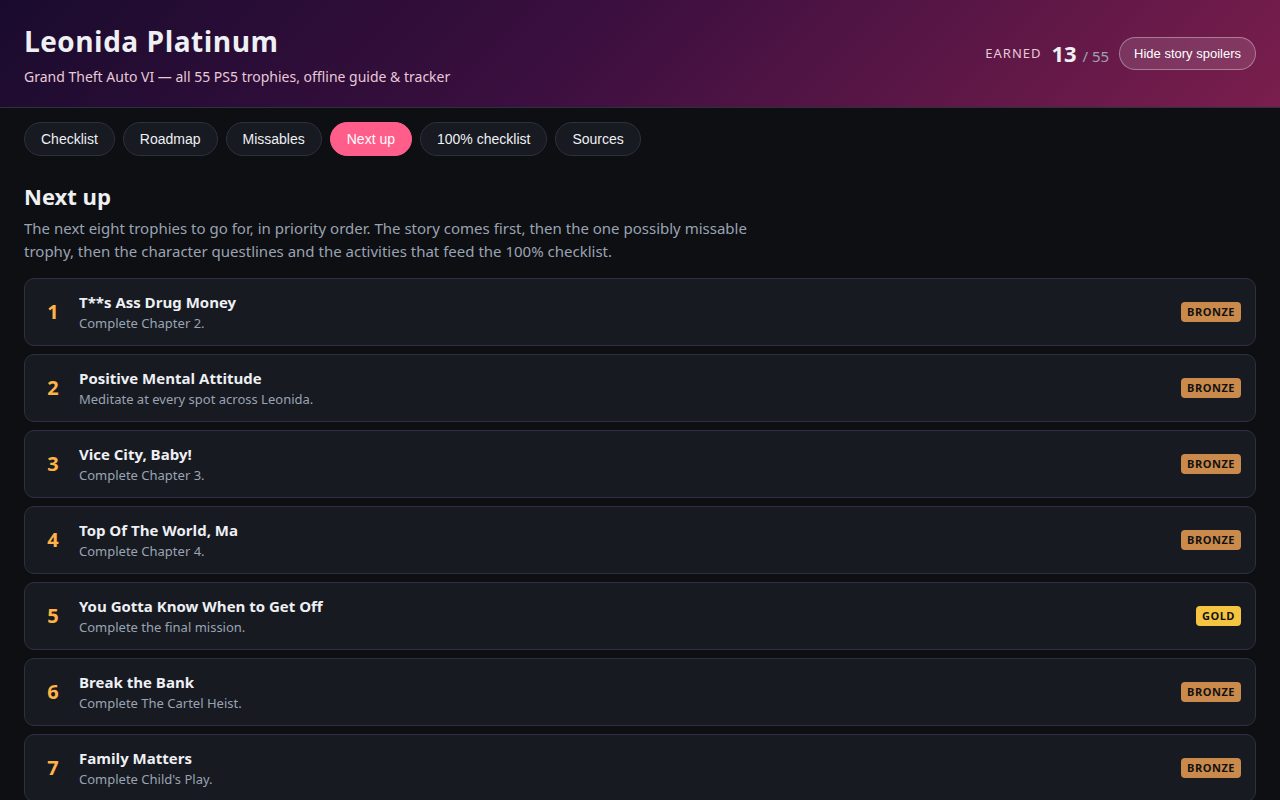 Leonida Platinum
Grand Theft Auto VI — all 55 PS5 trophies, offline guide & tracker
EARNED 13 / 55
Hide story spoilers
Checklist
Roadmap
Missables
Next up
100% checklist
Sources
Next up
The next eight trophies to go for, in priority order. The story comes first, then the one possibly missable
trophy, then the character questlines and the activities that feed the 100% checklist.
1
T**s Ass Drug Money
Complete Chapter 2.
BRONZE
2
Positive Mental Attitude
Meditate at every spot across Leonida.
BRONZE
3
Vice City, Baby!
Complete Chapter 3.
BRONZE
4
Top Of The World, Ma
Complete Chapter 4.
BRONZE
5
You Gotta Know When to Get Off
Complete the final mission.
GOLD
6
Break the Bank
Complete The Cartel Heist.
BRONZE
7
Family Matters
Complete Child's Play.
BRONZE